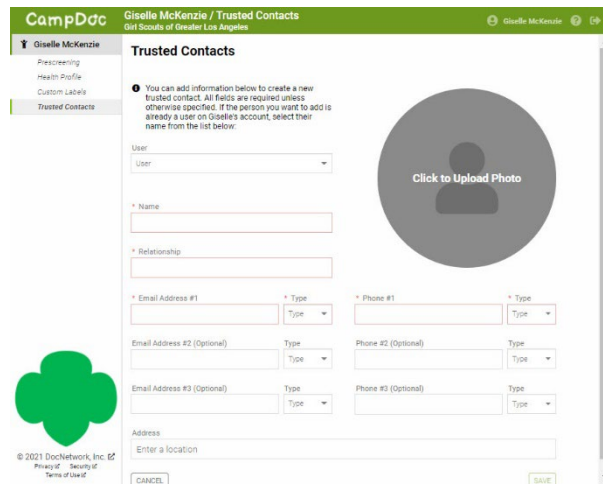 CampDoc
Giselle McKenzie / Trusted Contacts
Girl Scouts of Greater Los Angeles
Giselle McKenzie
Giselle McKenzie
Prescreening
Health Profile
Custom Labels
Trusted Contacts
Trusted Contacts
You can add information below to create a new
trusted contact. All fields are required unless
otherwise specified. If the person you want to add is
already a user on Giselle's account, select their
name from the list below:
User
User
Click to Upload Photo
* Name
* Relationship
* Email Address #1 * Type * Phone #1 * Type
Type Type
Email Address #2 (Optional) Type Phone #2 (Optional) Type
Type Type
Email Address #3 (Optional) Type Phone #3 (Optional) Type
Type Type
Address
Enter a location
CANCEL SAVE
© 2021 DocNetwork, Inc.
Privacy Security
Terms of Use